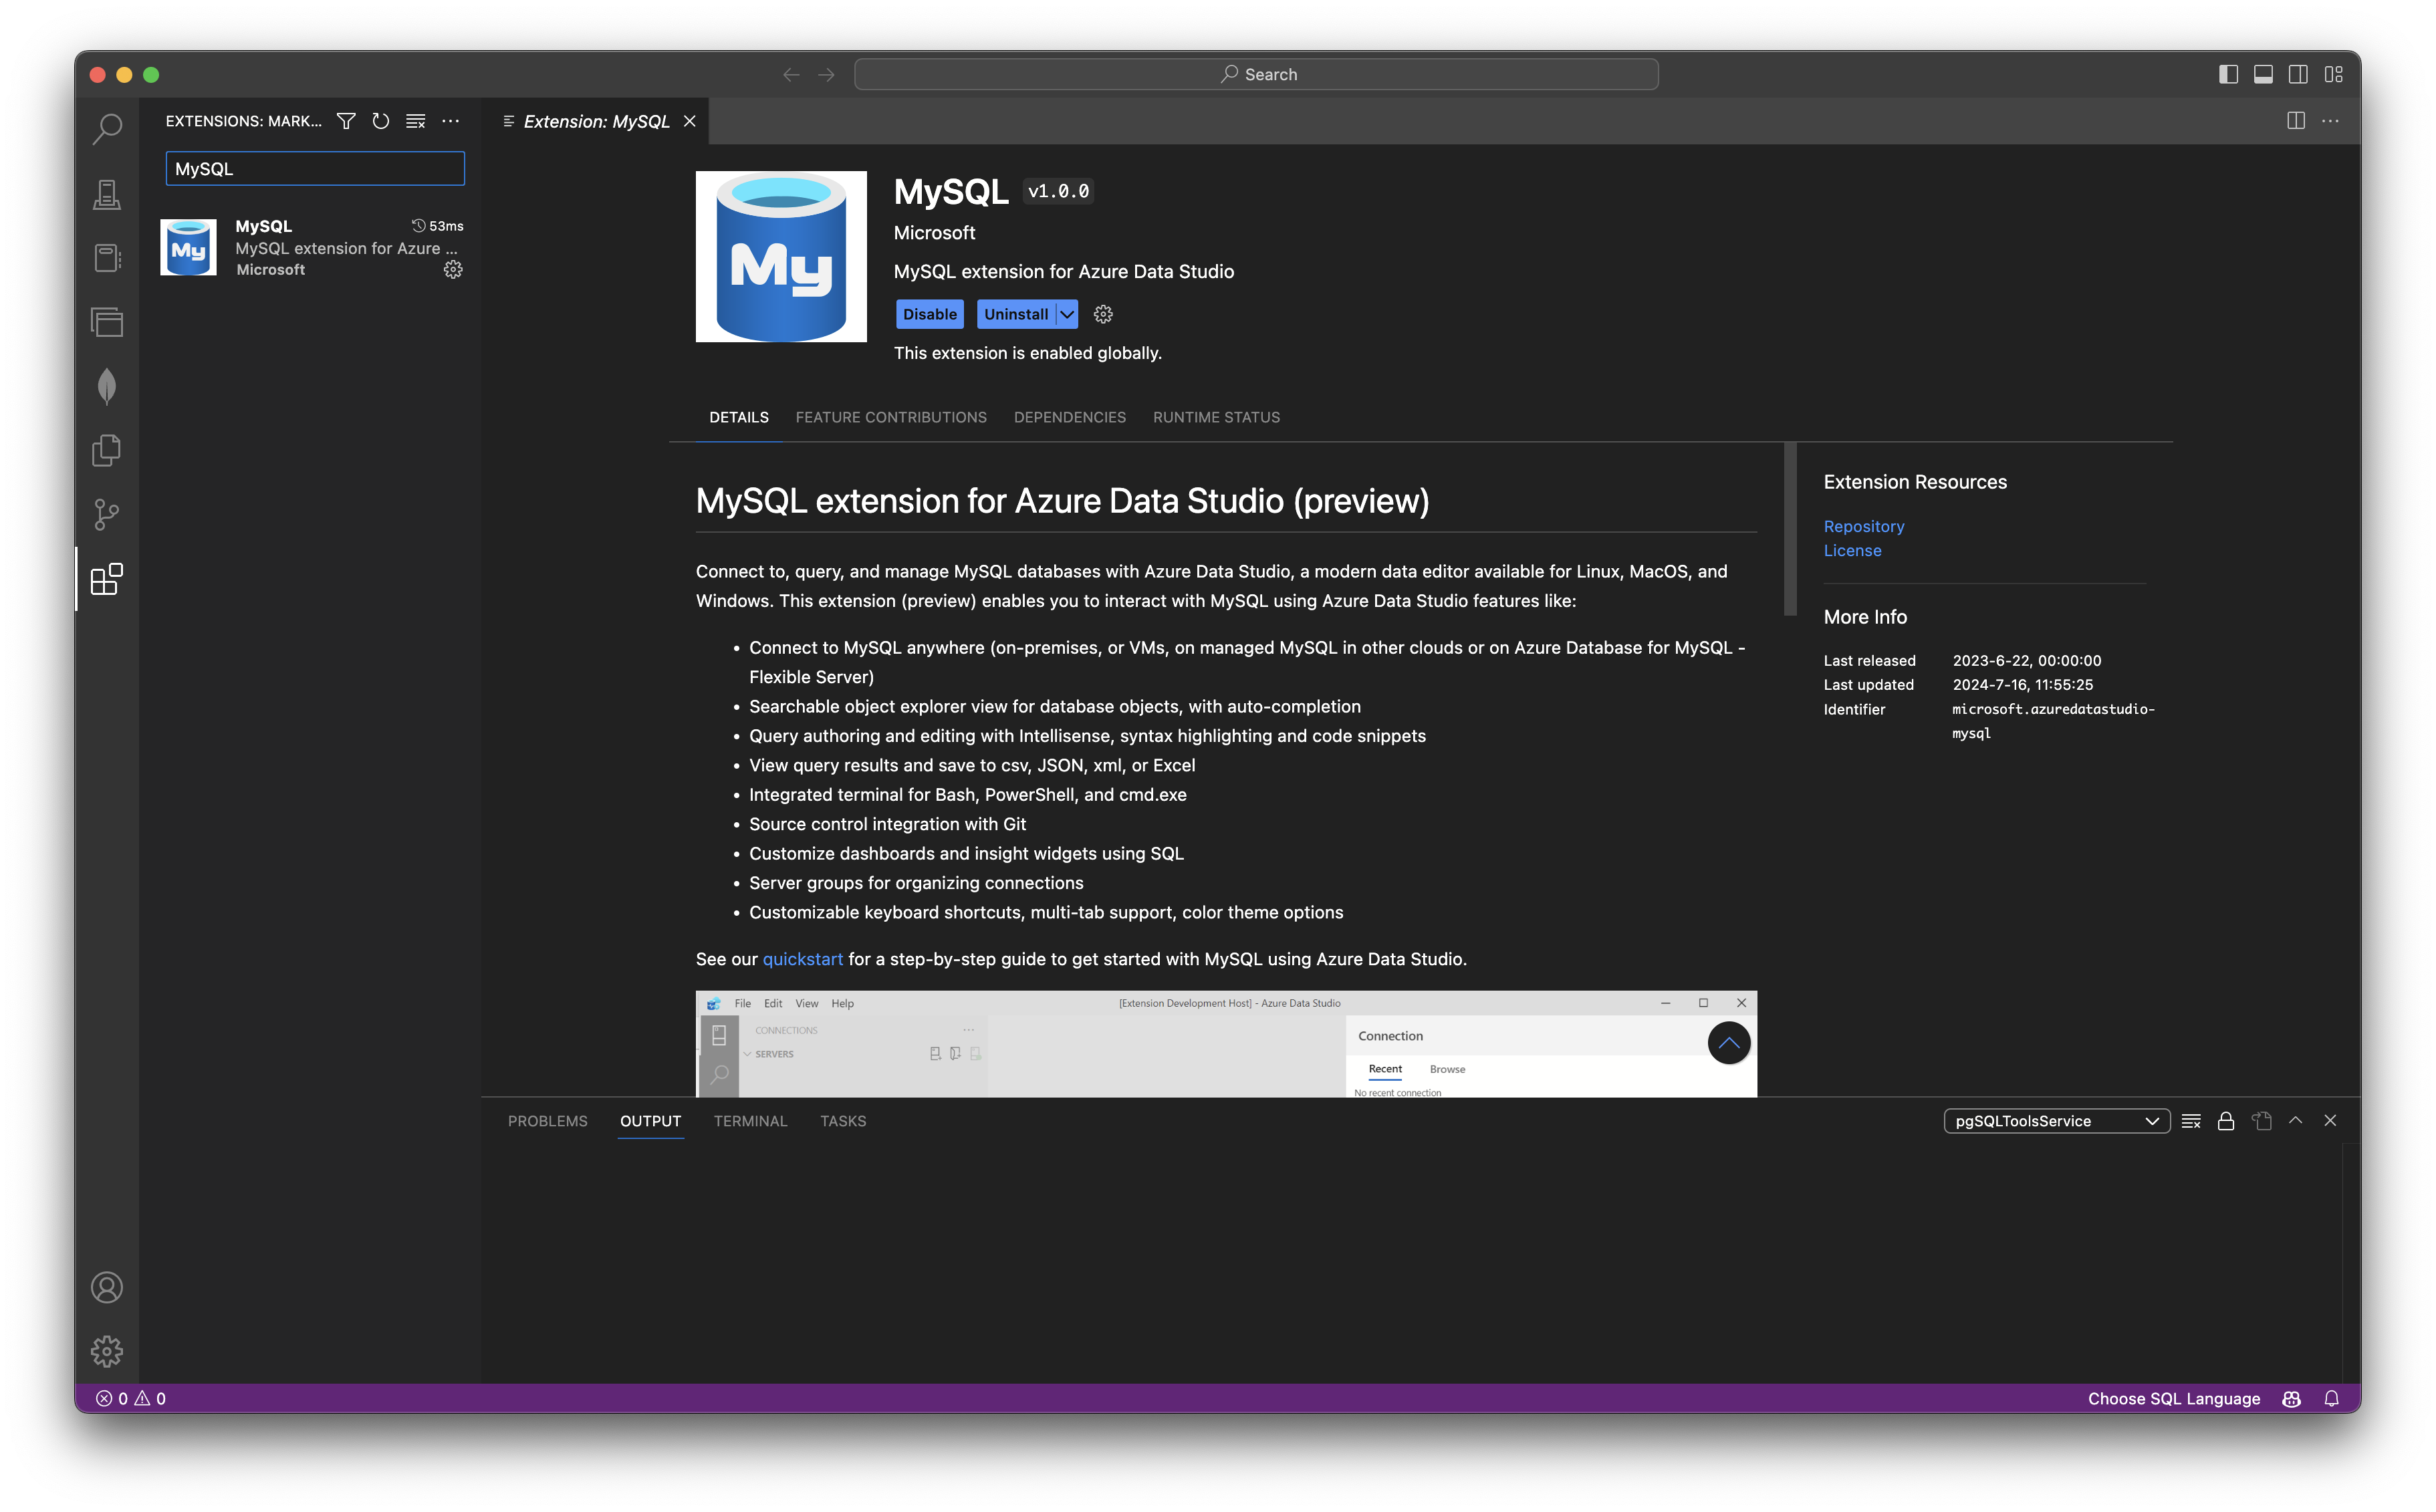 Search
EXTENSIONS: MARK...
Extension: MySQL
MySQL
MySQL
53ms
MySQL extension for Azure ...
Microsoft
My
My
MySQL v1.0.0
Microsoft
MySQL extension for Azure Data Studio
Disable
Uninstall
This extension is enabled globally.
DETAILS
FEATURE CONTRIBUTIONS
DEPENDENCIES
RUNTIME STATUS
MySQL extension for Azure Data Studio (preview)
Connect to, query, and manage MySQL databases with Azure Data Studio, a modern data editor available for Linux, MacOS, and
Windows. This extension (preview) enables you to interact with MySQL using Azure Data Studio features like:
• Connect to MySQL anywhere (on-premises, or VMs, on managed MySQL in other clouds or on Azure Database for MySQL -
Flexible Server)
• Searchable object explorer view for database objects, with auto-completion
• Query authoring and editing with Intellisense, syntax highlighting and code snippets
• View query results and save to csv, JSON, xml, or Excel
• Integrated terminal for Bash, PowerShell, and cmd.exe
• Source control integration with Git
• Customize dashboards and insight widgets using SQL
• Server groups for organizing connections
• Customizable keyboard shortcuts, multi-tab support, color theme options
See our quickstart for a step-by-step guide to get started with MySQL using Azure Data Studio.
File Edit View Help
[Extension Development Host] - Azure Data Studio
CONNECTIONS
SERVERS
Connection
Recent
Browse
No recent connection
Extension Resources
Repository
License
More Info
Last released 2023-6-22, 00:00:00
Last updated 2024-7-16, 11:55:25
Identifier microsoft.azuredatastudio-
mysql
PROBLEMS
OUTPUT
TERMINAL
TASKS
pgSQLToolsService
0
0
Choose SQL Language